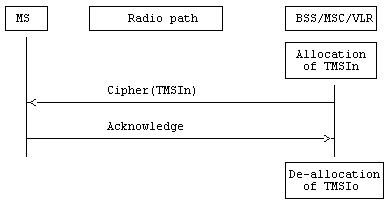 MS
Radio path
BSS/MSC/VLR
Allocation
of TMSIn
Cipher(TMSIn)
Acknowledge
De-allocation
of TMSIo